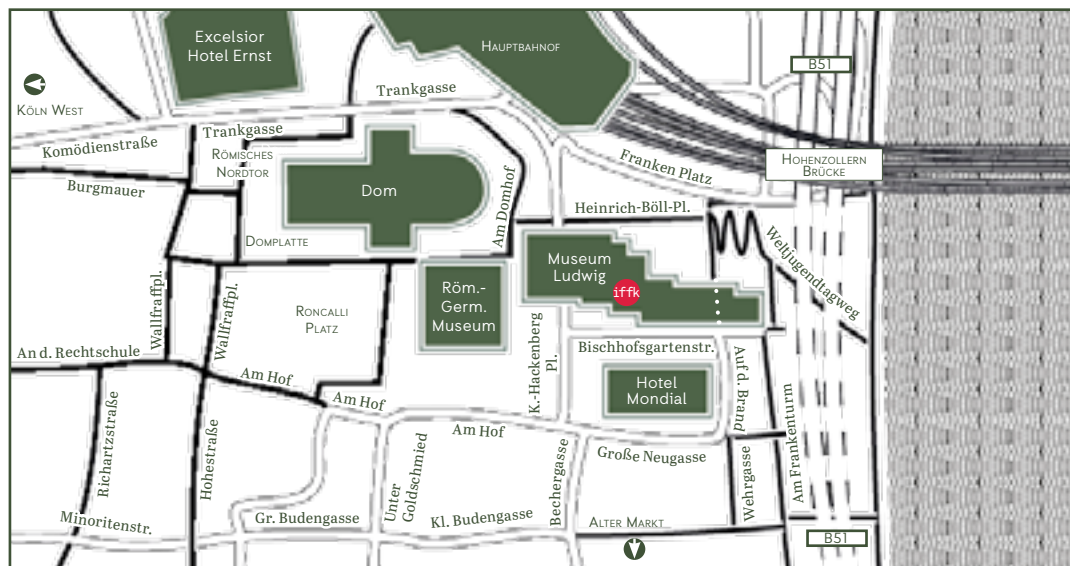 Excelsior
Hotel Ernst
HAUPTBAHNOF
B51
KÖLN WEST
Trankgasse
Trankgasse
Komödienstraße
RÖMISCHES
NORDTOR
Burgmauer
Dom
Franken Platz
HOHENZOLLERN
BRÜCKE
Am Domhof
Heinrich-Böll-Pl.
DOMPLATTE
Weltjugendtagweg
Museum
Ludwig
iffk
Wallraffpl.
Wallraffpl.
Röm.-
Germ.
Museum
RONCALLI
PLATZ
An d. Rechtschule
K.-Hackenberg
Pl.
Bischhofsgartenstr.
Am Hof
Hotel
Mondial
Auf d. Brand
Am Frankenturm
Am Hof
Am Hof
Richartzstraße
Hohestraße
Unter
Goldschmied
Bechergasse
Große Neugasse
Wehrgasse
Minoritenstr.
Gr. Budengasse
Kl. Budengasse
ALTER MARKT
B51